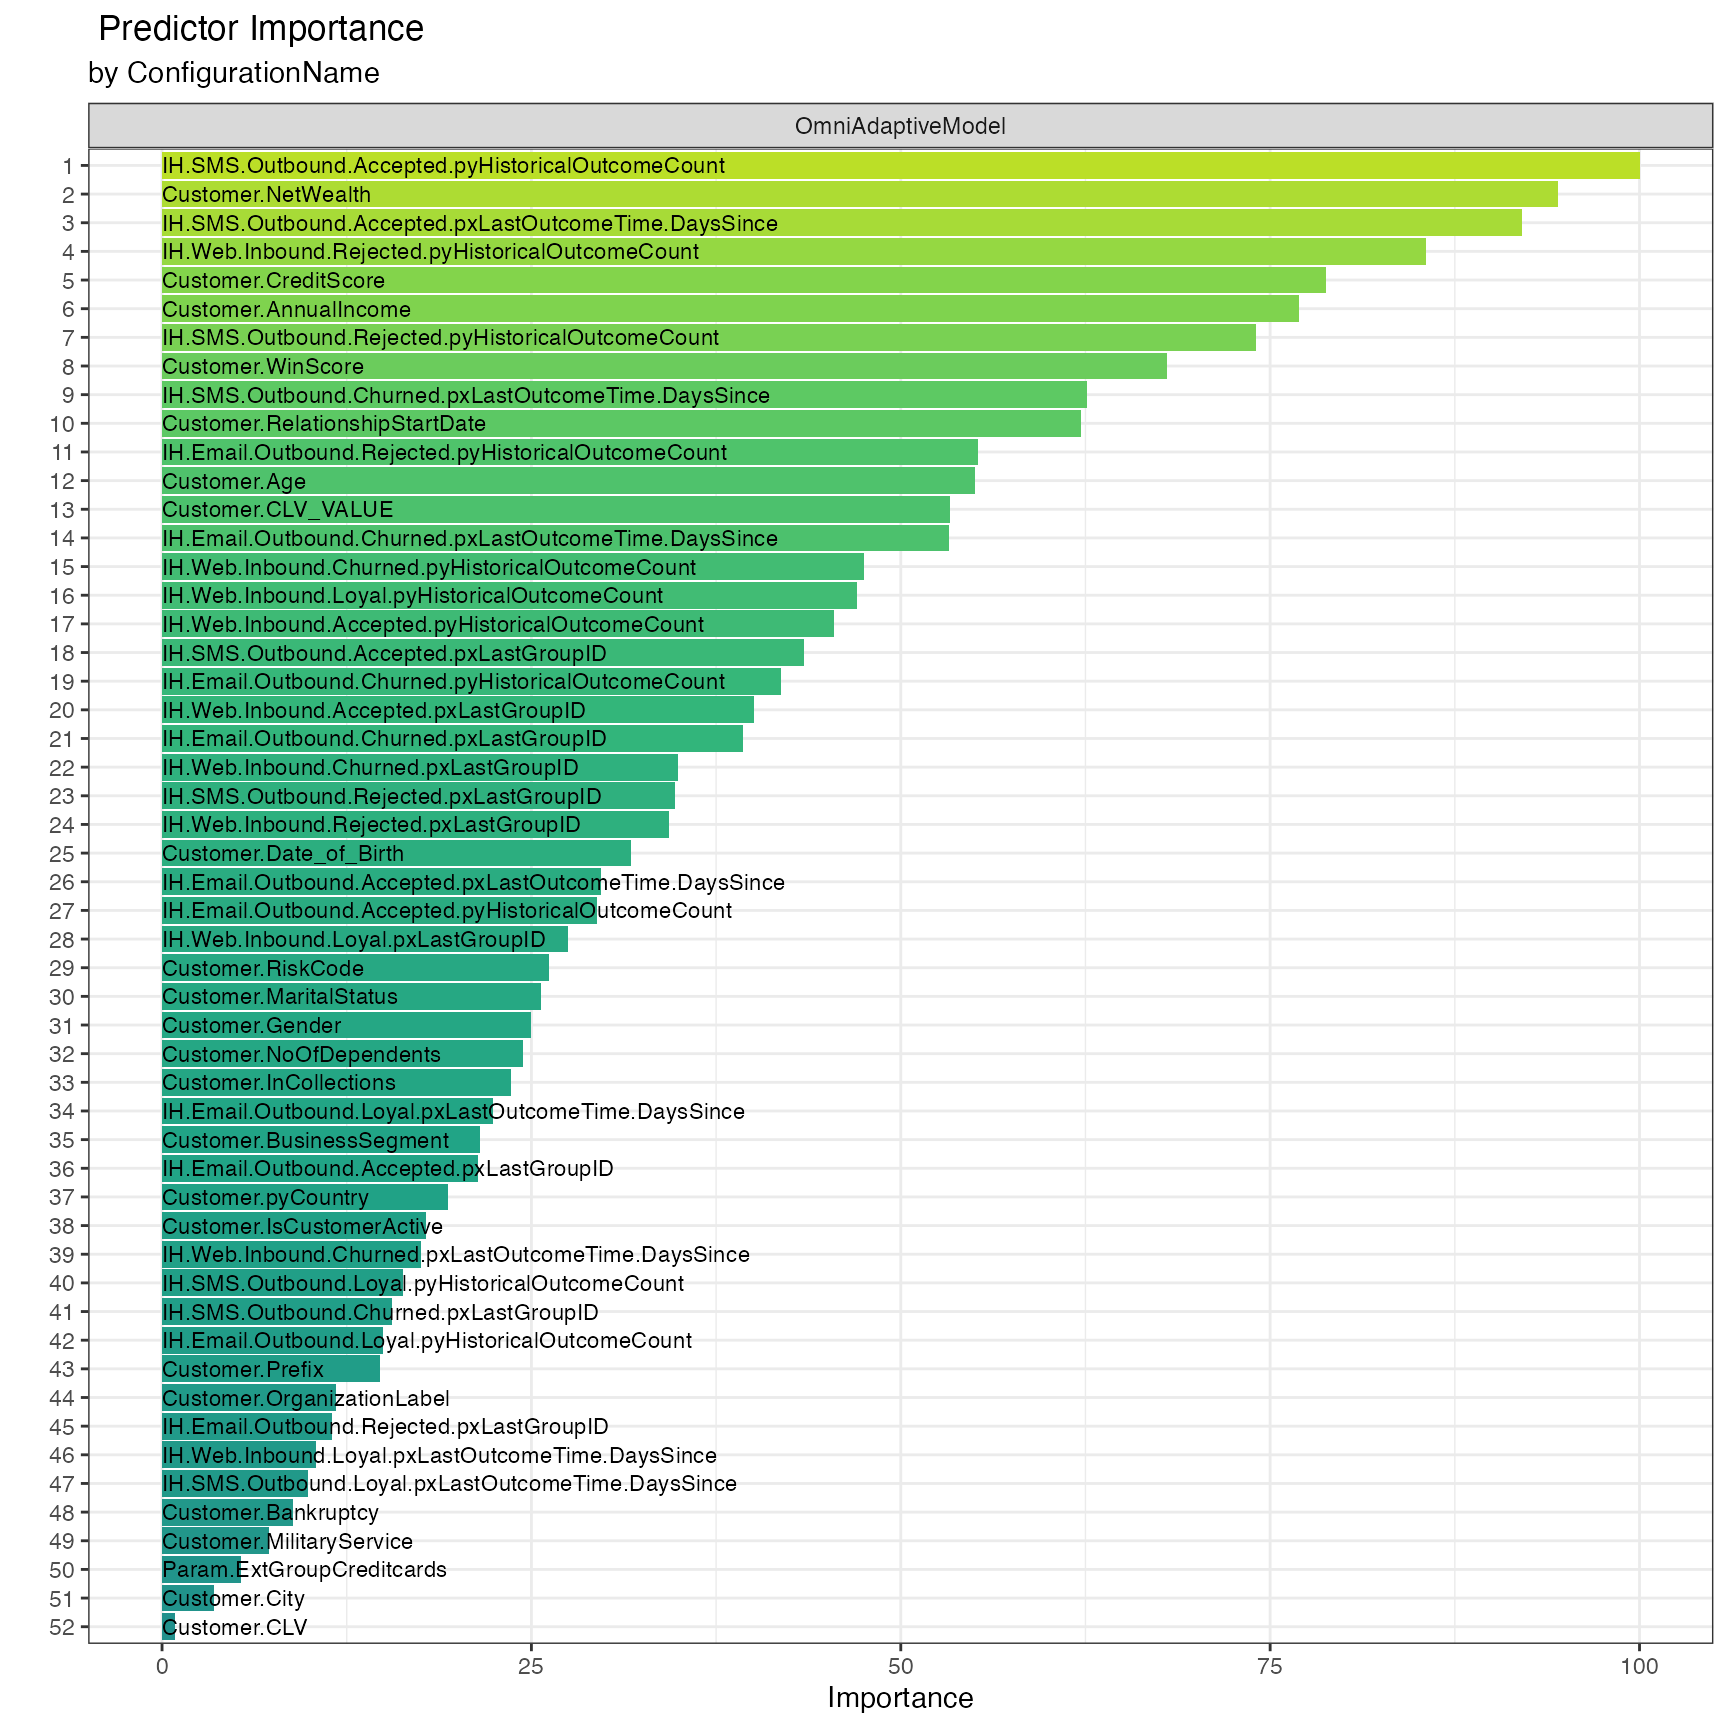 Predictor Importance
by ConfigurationName
OmniAdaptiveModel
1 IH.SMS.Outbound.Accepted.pyHistoricalOutcomeCount
2 Customer.NetWealth
3 IH.SMS.Outbound.Accepted.pxLastOutcomeTime.DaysSince
4 IH.Web.Inbound.Rejected.pyHistoricalOutcomeCount
5 Customer.CreditScore
6 Customer.AnnualIncome
7 IH.SMS.Outbound.Rejected.pyHistoricalOutcomeCount
8 Customer.WinScore
9 IH.SMS.Outbound.Churned.pxLastOutcomeTime.DaysSince
10 Customer.RelationshipStartDate
11 IH.Email.Outbound.Rejected.pyHistoricalOutcomeCount
12 Customer.Age
13 Customer.CLV_VALUE
14 IH.Email.Outbound.Churned.pxLastOutcomeTime.DaysSince
15 IH.Web.Inbound.Churned.pyHistoricalOutcomeCount
16 IH.Web.Inbound.Loyal.pyHistoricalOutcomeCount
17 IH.Web.Inbound.Accepted.pyHistoricalOutcomeCount
18 IH.SMS.Outbound.Accepted.pxLastGroupID
19 IH.Email.Outbound.Churned.pyHistoricalOutcomeCount
20 IH.Web.Inbound.Accepted.pxLastGroupID
21 IH.Email.Outbound.Churned.pxLastGroupID
22 IH.Web.Inbound.Churned.pxLastGroupID
23 IH.SMS.Outbound.Rejected.pxLastGroupID
24 IH.Web.Inbound.Rejected.pxLastGroupID
25 Customer.Date_of_Birth
26 IH.Email.Outbound.Accepted.pxLastOutcomeTime.DaysSince
27 IH.Email.Outbound.Accepted.pyHistoricalOutcomeCount
28 IH.Web.Inbound.Loyal.pxLastGroupID
29 Customer.RiskCode
30 Customer.MaritalStatus
31 Customer.Gender
32 Customer.NoOfDependents
33 Customer.InCollections
34 IH.Email.Outbound.Loyal.pxLastOutcomeTime.DaysSince
35 Customer.BusinessSegment
36 IH.Email.Outbound.Accepted.pxLastGroupID
37 Customer.pyCountry
38 Customer.IsCustomerActive
39 IH.Web.Inbound.Churned.pxLastOutcomeTime.DaysSince
40 IH.SMS.Outbound.Loyal.pyHistoricalOutcomeCount
41 IH.SMS.Outbound.Churned.pxLastGroupID
42 IH.Email.Outbound.Loyal.pyHistoricalOutcomeCount
43 Customer.Prefix
44 Customer.OrganizationLabel
45 IH.Email.Outbound.Rejected.pxLastGroupID
46 IH.Web.Inbound.Loyal.pxLastOutcomeTime.DaysSince
47 IH.SMS.Outbound.Loyal.pxLastOutcomeTime.DaysSince
48 Customer.Bankruptcy
49 Customer.MilitaryService
50 Param.ExtGroupCreditcards
51 Customer.City
52 Customer.CLV
0 25 50 75 100
Importance